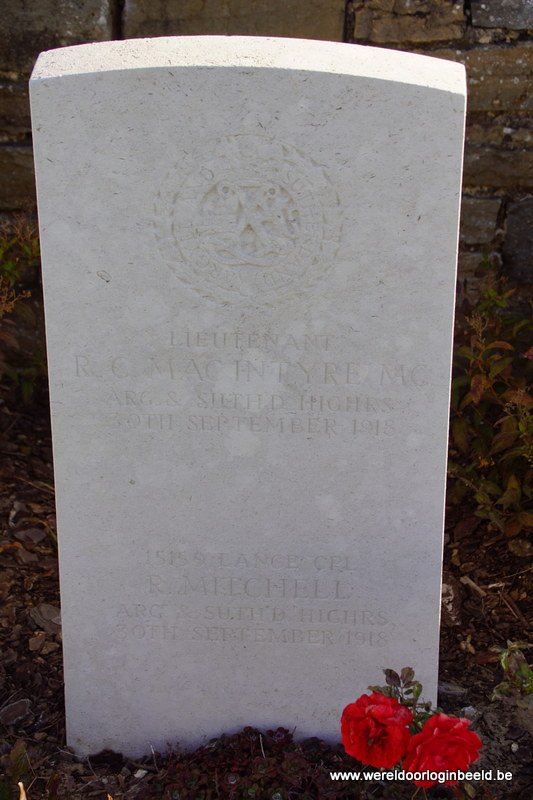 LIEUTENANT
R. C. MACINTYRE MC
ARG. & SUTH'D HIGHRS.
30TH SEPTEMBER 1918
LANCE CPL.
R. MITCHELL
ARG. & SUTH'D HIGHRS.
30TH SEPTEMBER 1918
www.wereldoorloginbeeld.be